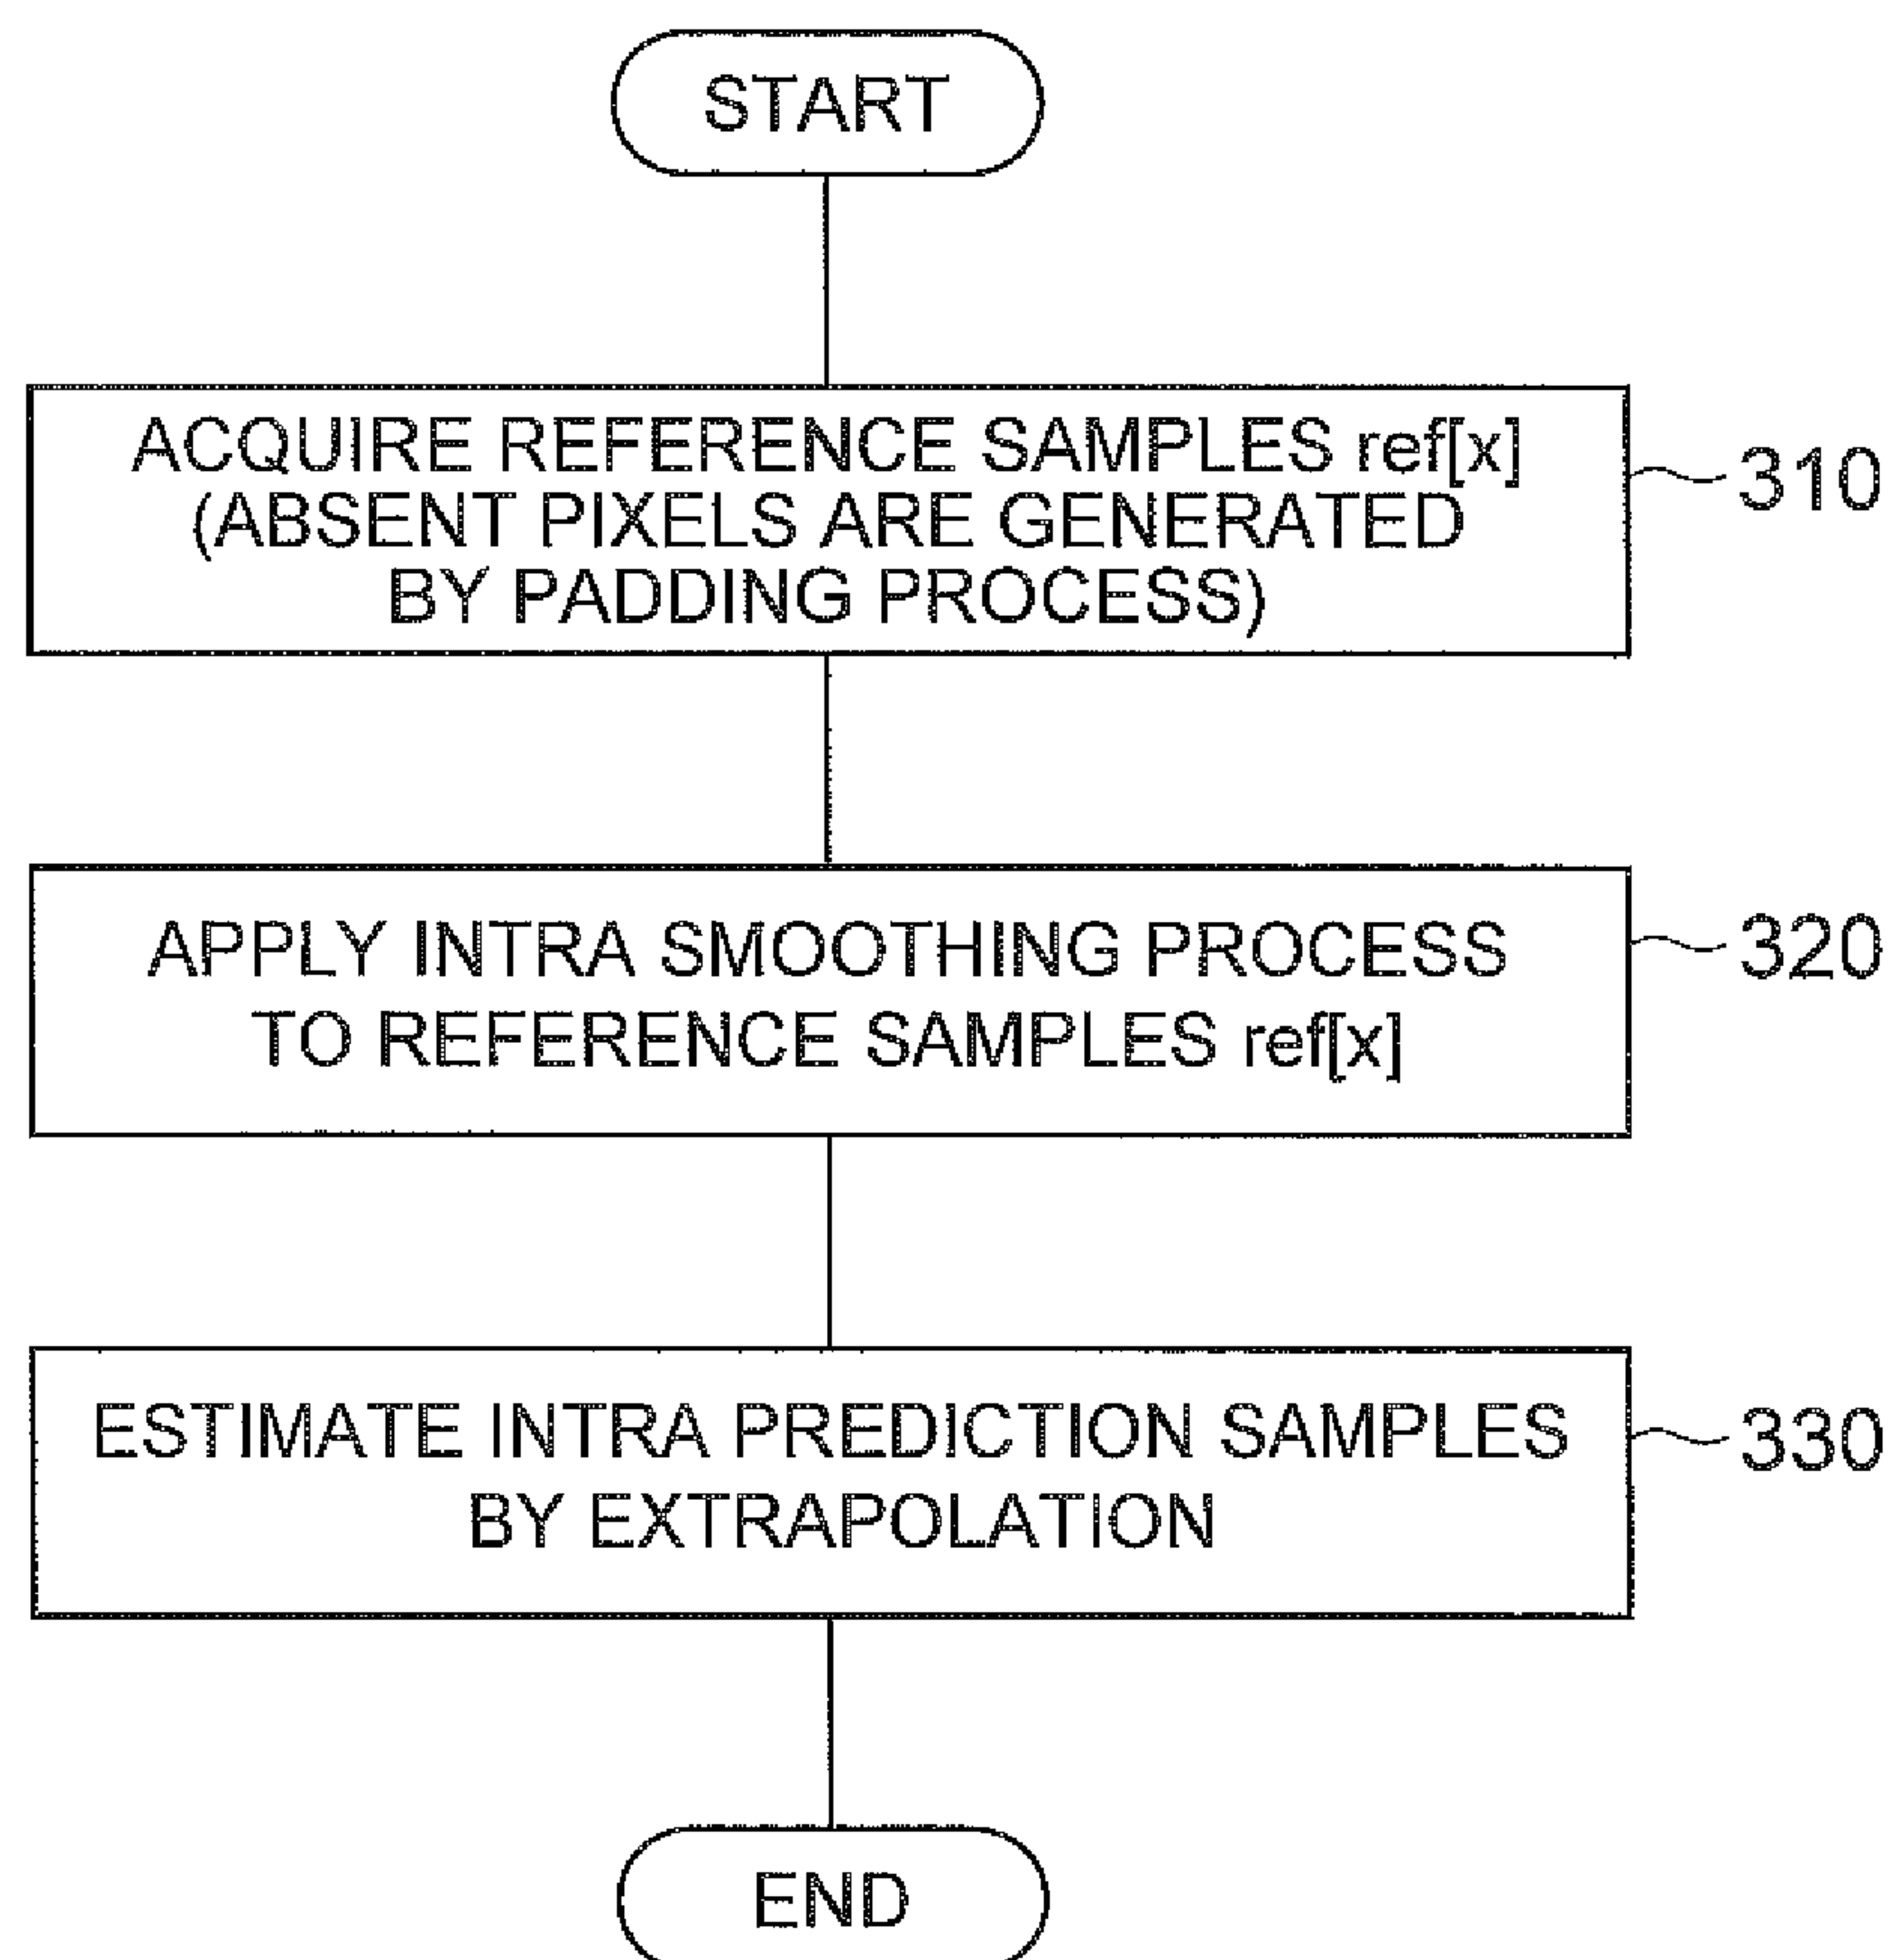 START
ACQUIRE REFERENCE SAMPLES ref[x]
(ABSENT PIXELS ARE GENERATED
BY PADDING PROCESS)
310
APPLY INTRA SMOOTHING PROCESS
TO REFERENCE SAMPLES ref[x]
320
ESTIMATE INTRA PREDICTION SAMPLES
BY EXTRAPOLATION
330
END